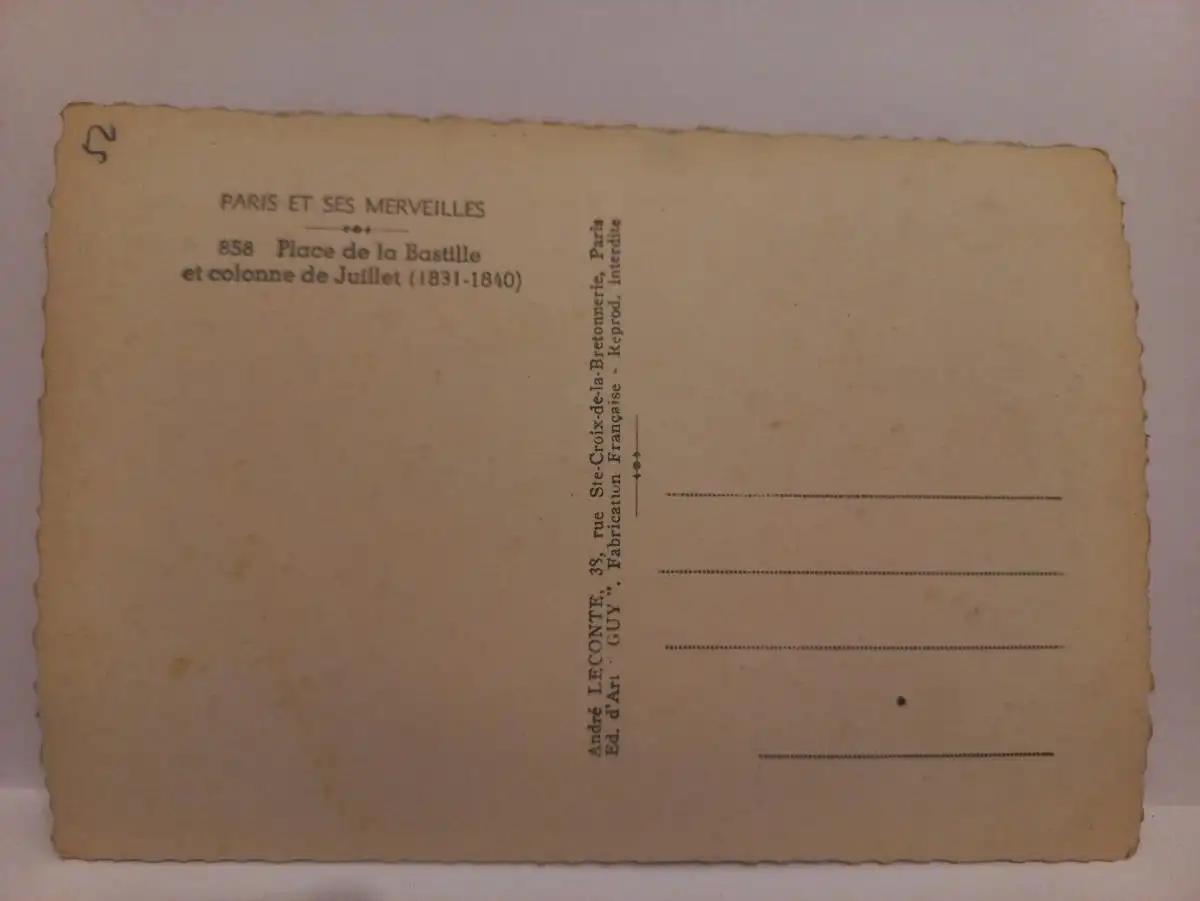 PARIS ET SES MERVEILLES
858 Place de la Bastille
et colonne de Juillet (1831-1840)
André LECONTE, 38, rue Ste-Croix-de-la-Bretonnerie, Paris
Ed. d'Art "GUY". Fabrication Française - Reprod. interdite